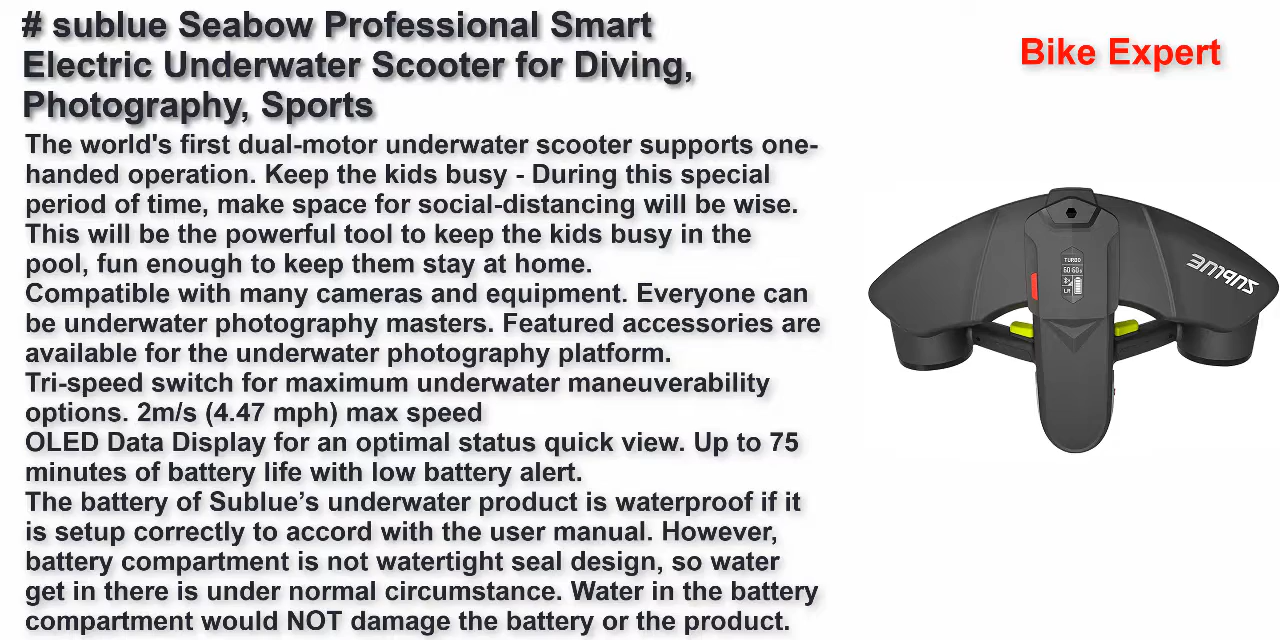 # sublue Seabow Professional Smart
Electric Underwater Scooter for Diving,
Photography, Sports
Bike Expert
The world's first dual-motor underwater scooter supports one-
handed operation. Keep the kids busy - During this special
period of time, make space for social-distancing will be wise.
This will be the powerful tool to keep the kids busy in the
pool, fun enough to keep them stay at home.
Compatible with many cameras and equipment. Everyone can
be underwater photography masters. Featured accessories are
available for the underwater photography platform.
Tri-speed switch for maximum underwater maneuverability
options. 2m/s (4.47 mph) max speed
OLED Data Display for an optimal status quick view. Up to 75
minutes of battery life with low battery alert.
The battery of Sublue’s underwater product is waterproof if it
is setup correctly to accord with the user manual. However,
battery compartment is not watertight seal design, so water
get in there is under normal circumstance. Water in the battery
compartment would NOT damage the battery or the product.
sublue
TURBO